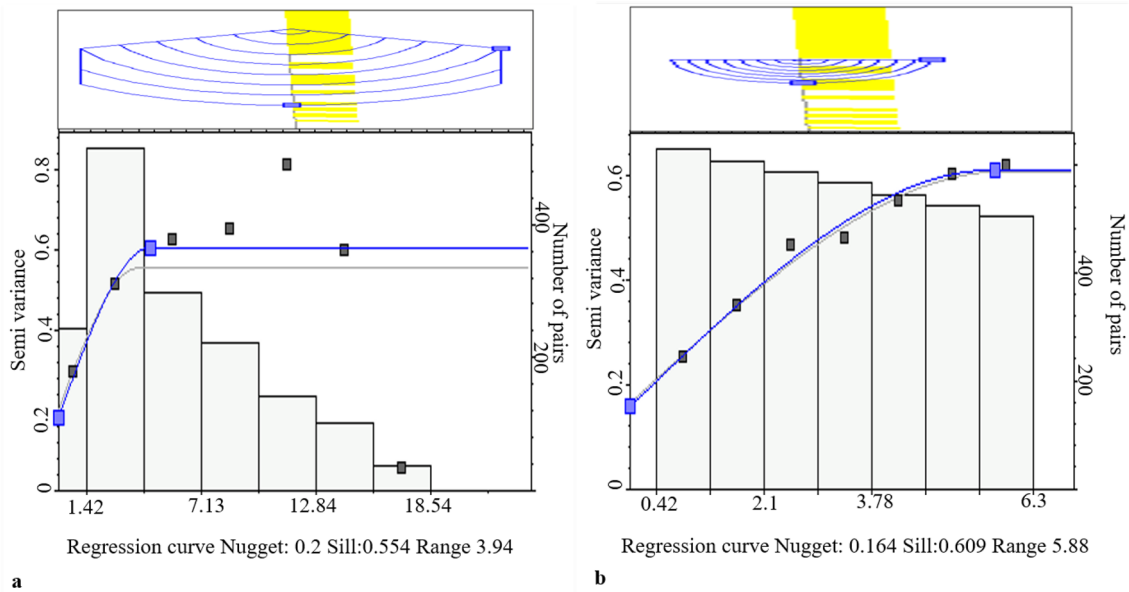 0.8
0.6
0.4
0.2
0
Semi variance
400
200
Number of pairs
1.42 7.13 12.84 18.54
Regression curve Nugget: 0.2 Sill:0.554 Range 3.94
a
0.6
0.4
0.2
0
Semi variance
400
200
Number of pairs
0.42 2.1 3.78 6.3
Regression curve Nugget: 0.164 Sill:0.609 Range 5.88
b